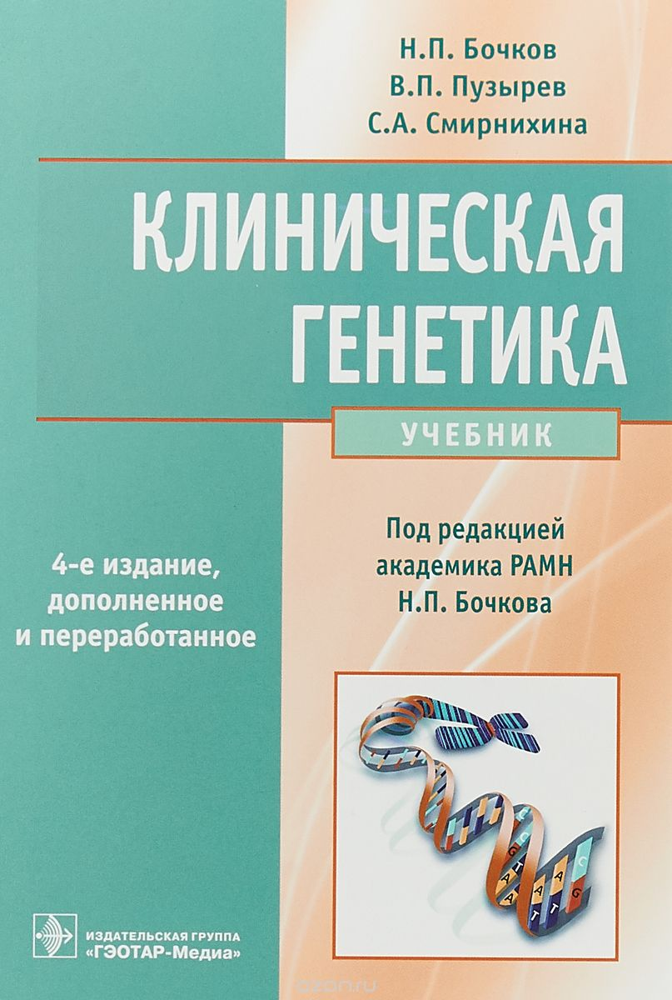 Н.П. Бочков
В.П. Пузырев
С.А. Смирнихина
КЛИНИЧЕСКАЯ
ГЕНЕТИКА
УЧЕБНИК
Под редакцией
академика РАМН
Н.П. Бочкова
4-е издание,
дополненное
и переработанное
C
C
G
G
T
A
A
A
A
T
A
T
C
G
ИЗДАТЕЛЬСКАЯ ГРУППА
«ГЭОТАР-Медиа»
ozon.ru